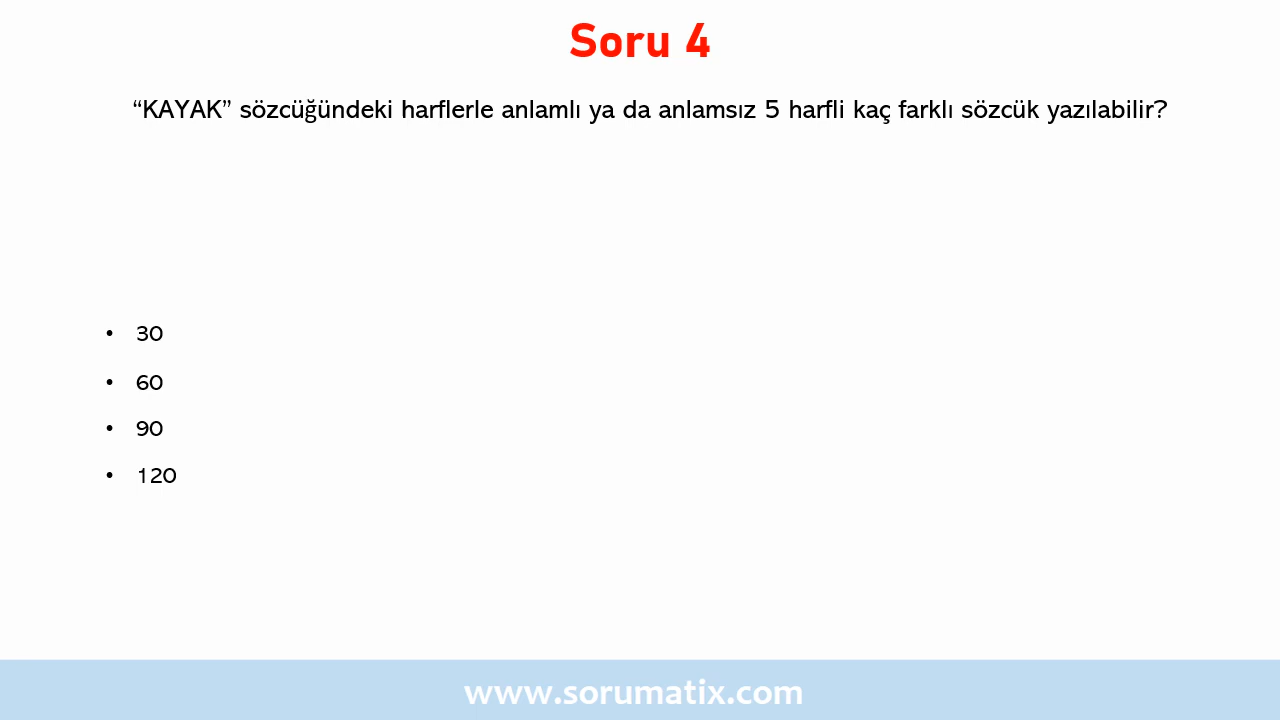 Soru 4
“KAYAK” sözcüğündeki harflerle anlamlı ya da anlamsız 5 harfli kaç farklı sözcük yazılabilir?
• 30
• 60
• 90
• 120
www.sorumatix.com